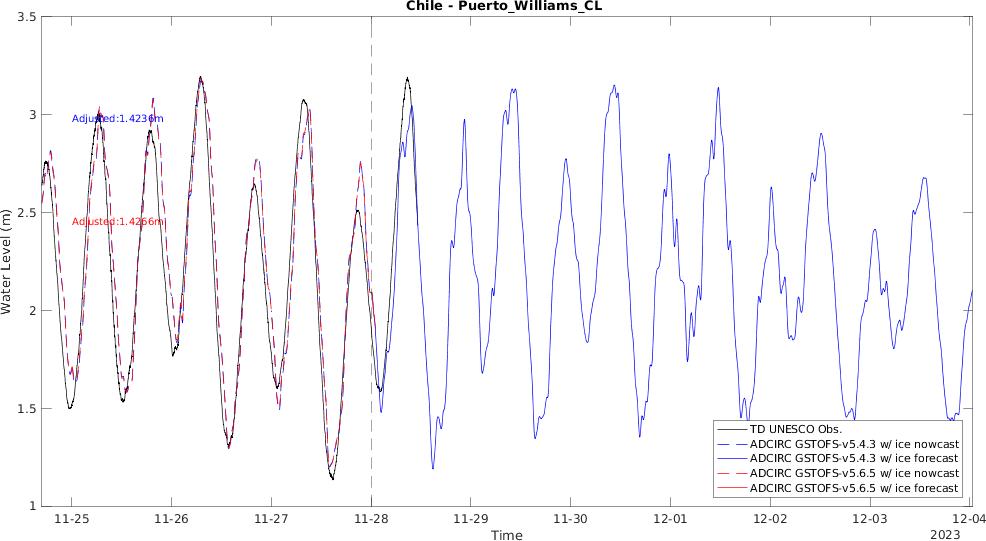 Chile - Puerto_Williams_CL
3.5
3
2.5
2
1.5
1
Water Level (m)
Adjusted:1.4236m
Adjusted:1.4266m
TD UNESCO Obs.
ADCIRC GSTOFS-v5.4.3 w/ ice nowcast
ADCIRC GSTOFS-v5.4.3 w/ ice forecast
ADCIRC GSTOFS-v5.6.5 w/ ice nowcast
ADCIRC GSTOFS-v5.6.5 w/ ice forecast
11-25 11-26 11-27 11-28 11-29 11-30 12-01 12-02 12-03 12-04
Time
2023